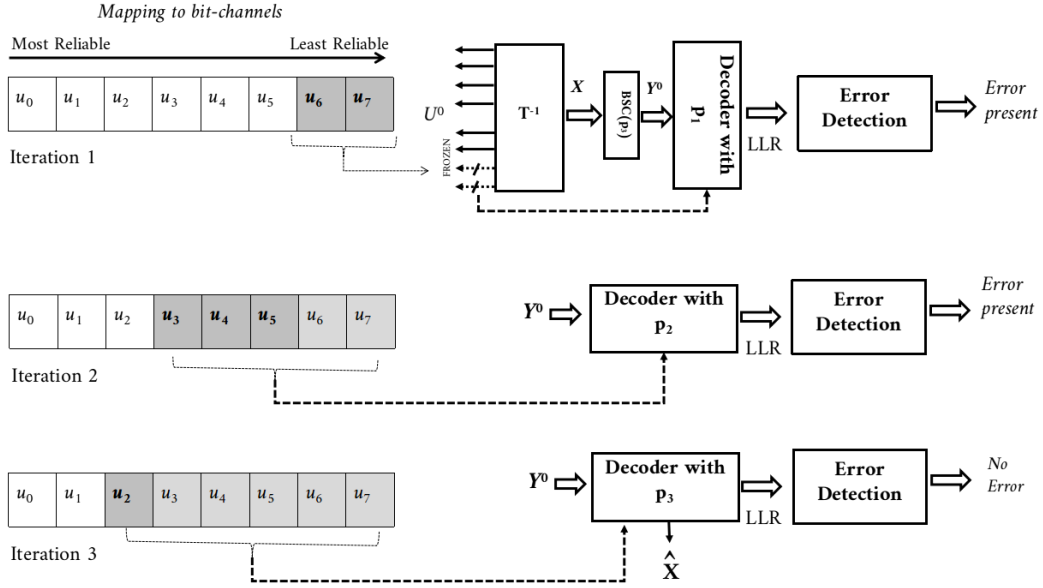 Mapping to bit-channels
Most Reliable Least Reliable
u0 u1 u2 u3 u4 u5 u6 u7
Iteration 1
U⁰
FROZEN
T⁻¹
X
BSC(p₃)
Y⁰
Decoder with
p₁
LLR
Error
Detection
Error
present
u0 u1 u2 u3 u4 u5 u6 u7
Iteration 2
Y⁰
Decoder with
p₂
LLR
Error
Detection
Error
present
u0 u1 u2 u3 u4 u5 u6 u7
Iteration 3
Y⁰
Decoder with
p₃
LLR
Error
Detection
No
Error
X̂